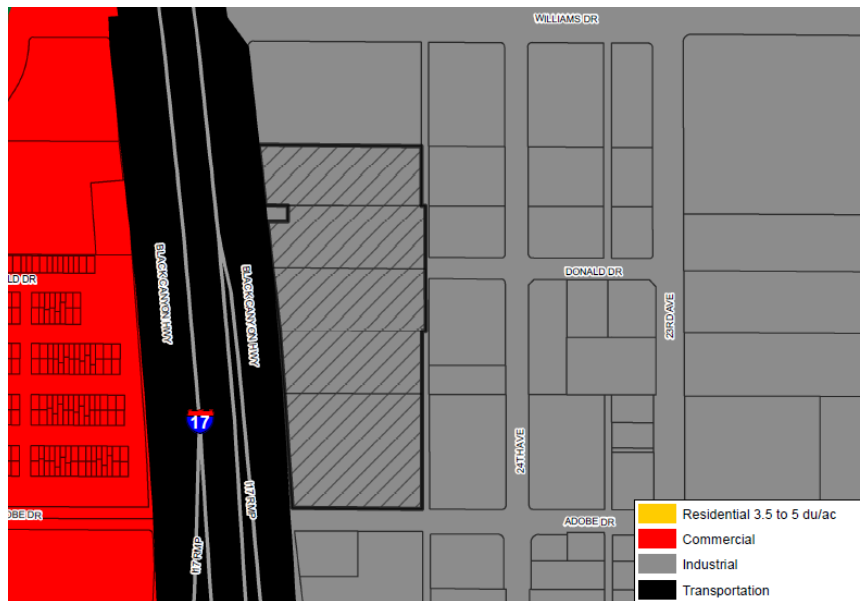 WILLIAMS DR
BLACK CANYON HWY
BLACK CANYON HWY
LD DR
DONALD DR
23RD AVE
17
24TH AVE
I17 RMP
I17 RMP
OBE DR
ADOBE DR
Residential 3.5 to 5 du/ac
Commercial
Industrial
Transportation